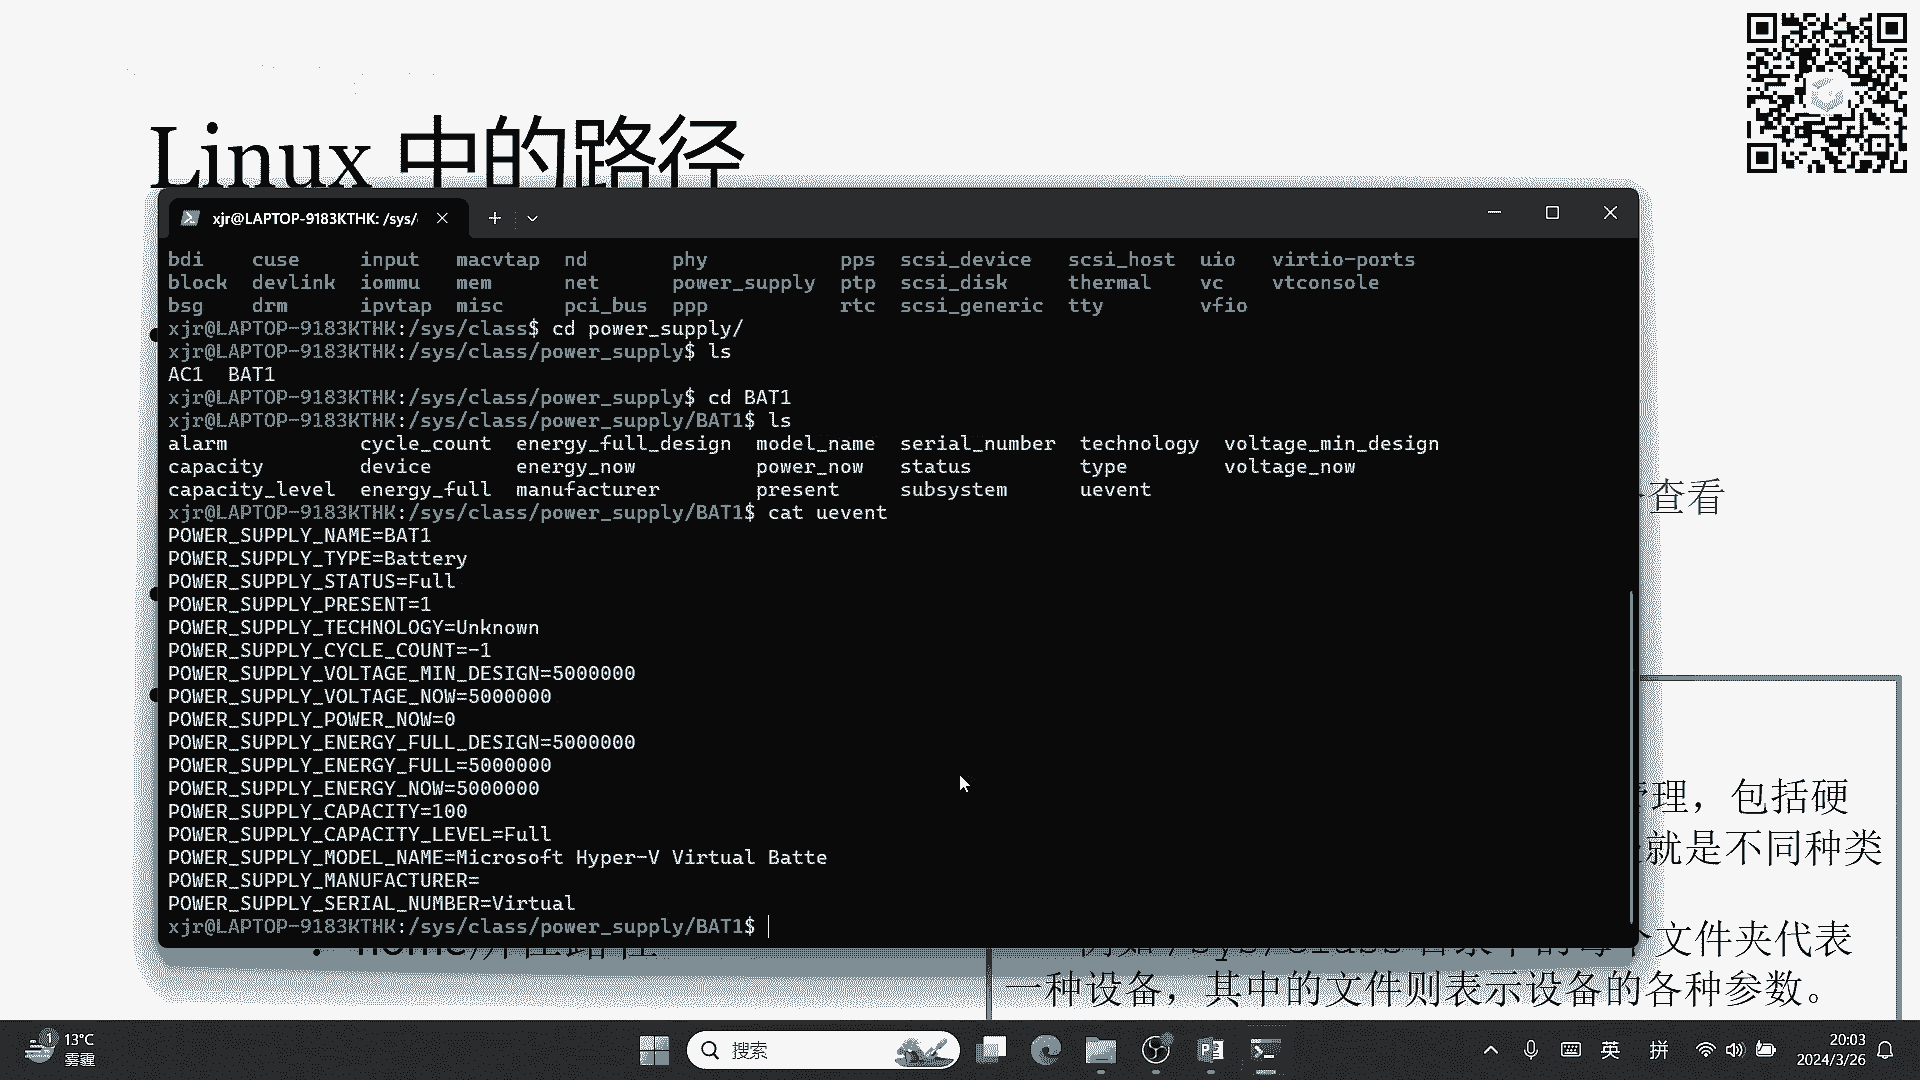 Linux 中的路径
xjr@LAPTOP-9183KTHK: /sys/
bdi cuse input macvtap nd phy pps scsi_device scsi_host uio virtio-ports
block devlink iommu mem net power_supply ptp scsi_disk thermal vc vtconsole
bsg drm ipvtap misc pci_bus ppp rtc scsi_generic tty vfio
xjr@LAPTOP-9183KTHK:/sys/class$ cd power_supply/
xjr@LAPTOP-9183KTHK:/sys/class/power_supply$ ls
AC1 BAT1
xjr@LAPTOP-9183KTHK:/sys/class/power_supply$ cd BAT1
xjr@LAPTOP-9183KTHK:/sys/class/power_supply/BAT1$ ls
alarm cycle_count energy_full_design model_name serial_number technology voltage_min_design
capacity device energy_now power_now status type voltage_now
capacity_level energy_full manufacturer present subsystem uevent
xjr@LAPTOP-9183KTHK:/sys/class/power_supply/BAT1$ cat uevent
POWER_SUPPLY_NAME=BAT1
POWER_SUPPLY_TYPE=Battery
POWER_SUPPLY_STATUS=Full
POWER_SUPPLY_PRESENT=1
POWER_SUPPLY_TECHNOLOGY=Unknown
POWER_SUPPLY_CYCLE_COUNT=-1
POWER_SUPPLY_VOLTAGE_MIN_DESIGN=5000000
POWER_SUPPLY_VOLTAGE_NOW=5000000
POWER_SUPPLY_POWER_NOW=0
POWER_SUPPLY_ENERGY_FULL_DESIGN=5000000
POWER_SUPPLY_ENERGY_FULL=5000000
POWER_SUPPLY_ENERGY_NOW=5000000
POWER_SUPPLY_CAPACITY=100
POWER_SUPPLY_CAPACITY_LEVEL=Full
POWER_SUPPLY_MODEL_NAME=Microsoft Hyper-V Virtual Batte
POWER_SUPPLY_MANUFACTURER=
POWER_SUPPLY_SERIAL_NUMBER=Virtual
xjr@LAPTOP-9183KTHK:/sys/class/power_supply/BAT1$
查看
理，包括硬
就是不同种类
个文件夹代表
一种设备，其中的文件则表示设备的各种参数。
1
13°C
雾霾
搜索
英
拼
20:03
2024/3/26